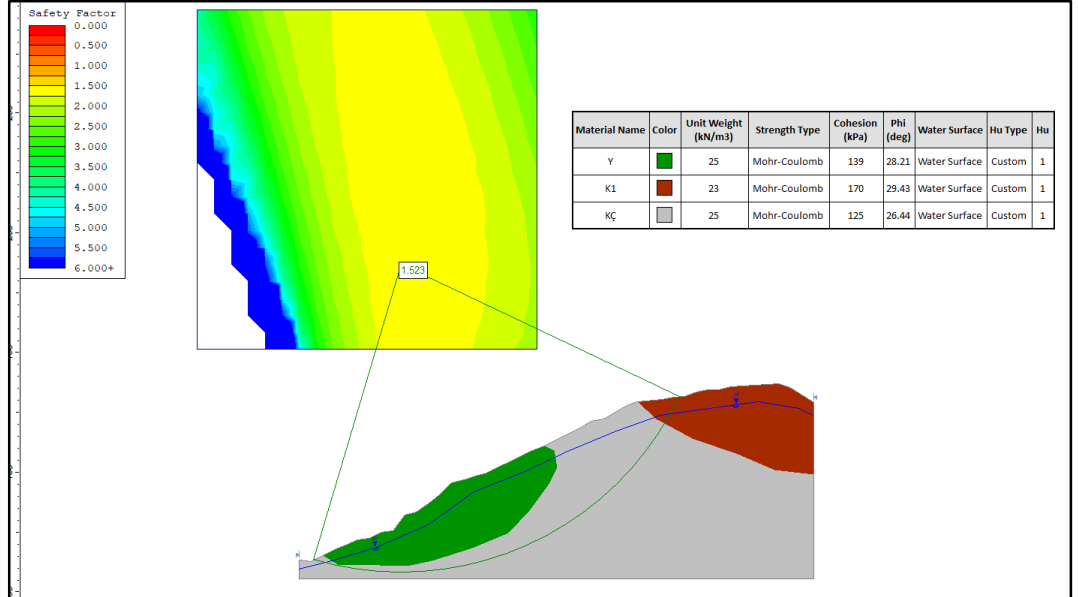 Safety Factor
0.000
0.500
1.000
1.500
2.000
2.500
3.000
3.500
4.000
4.500
5.000
5.500
6.000+
1.523
Material Name Color Unit Weight (kN/m3) Strength Type Cohesion (kPa) Phi (deg) Water Surface Hu Type Hu
Y 25 Mohr-Coulomb 139 28.21 Water Surface Custom 1
K1 23 Mohr-Coulomb 170 29.43 Water Surface Custom 1
KÇ 25 Mohr-Coulomb 125 26.44 Water Surface Custom 1